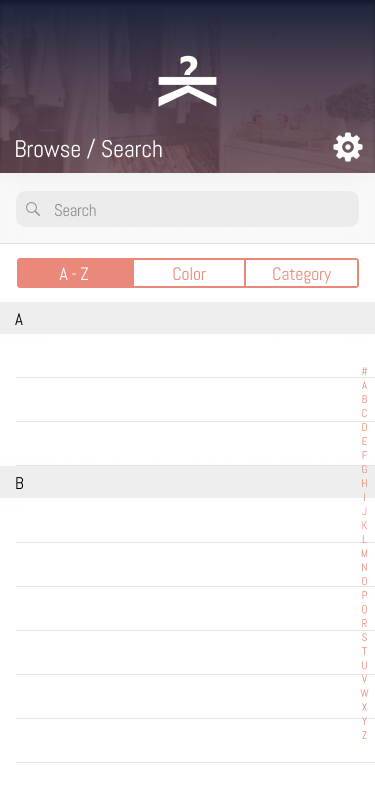 Browse / Search
Search
A - Z
Color
Category
A
B
#
A
B
C
D
E
F
G
H
I
J
K
L
M
N
O
P
Q
R
S
T
U
V
W
X
Y
Z